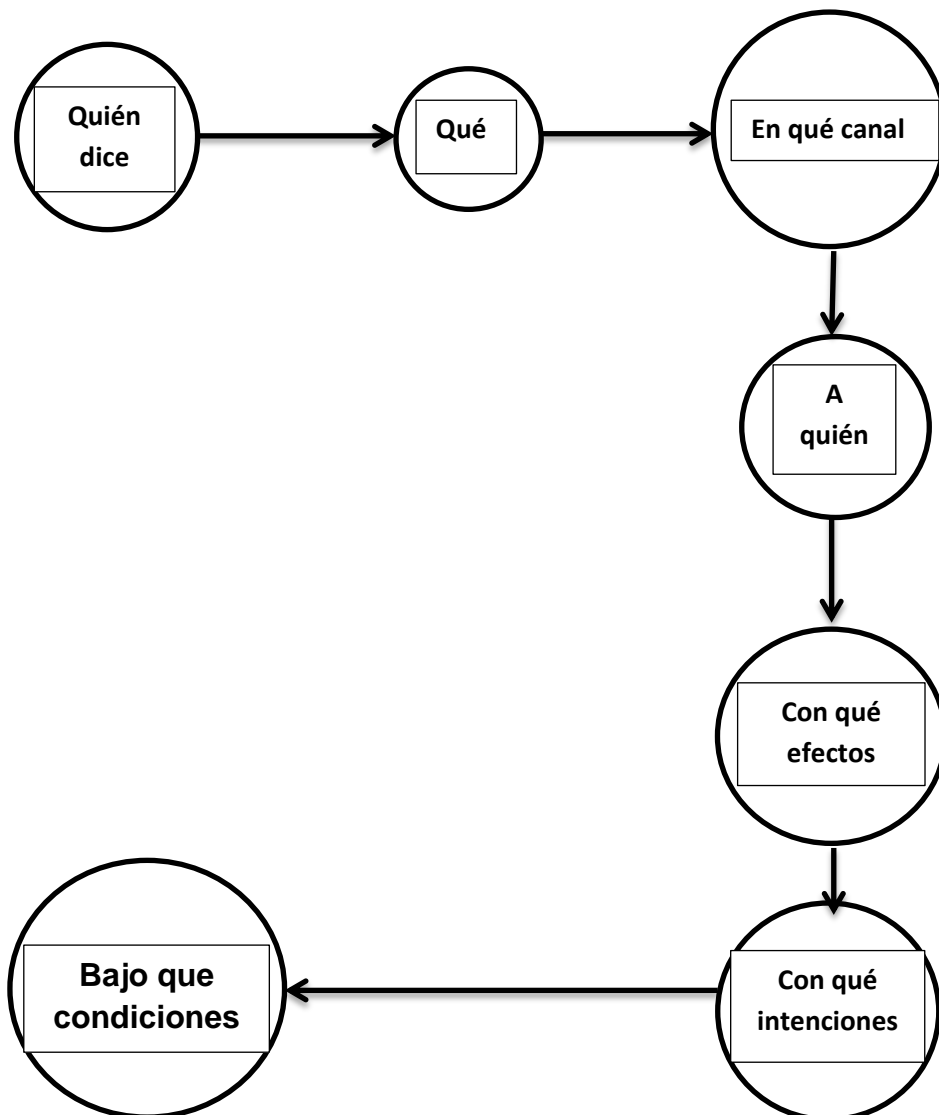 Quién
dice
Qué
En qué canal
A
quién
Con qué
efectos
Con qué
intenciones
Bajo que
condiciones